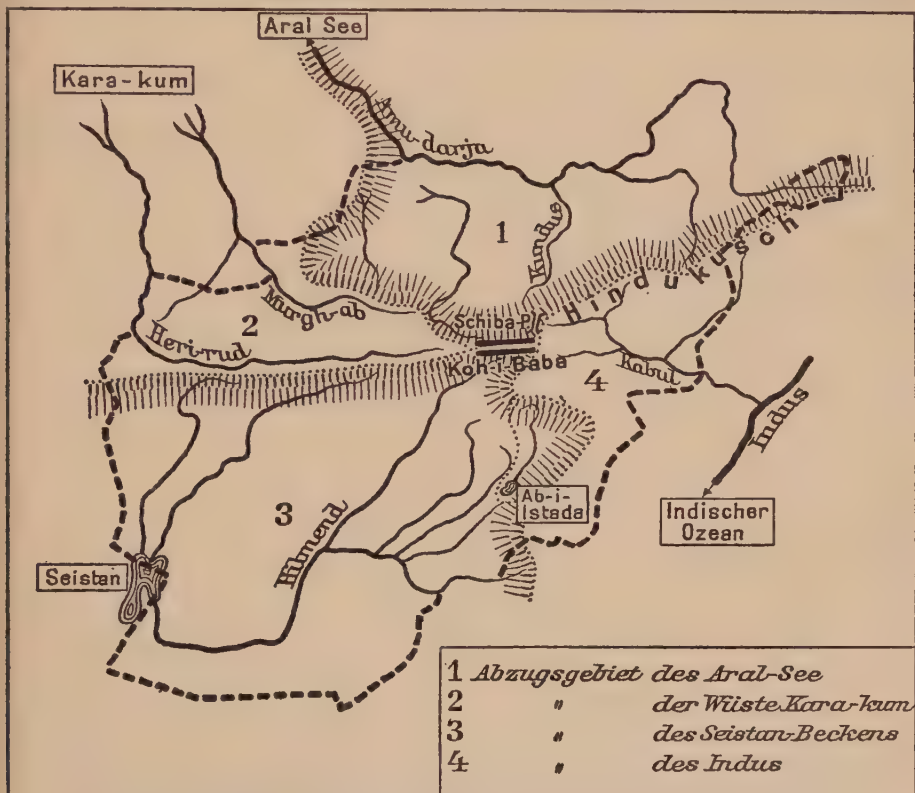 Aral See
Kara-kum
Amu-darja
1
Kundus
Hindukusch
Murgh-ab
2
Heri-rud
Schiba-P.
Koh-i-Baba
4
Kabul
Indus
3
Hilmend
Ab-i-
Istada
Indischer
Ozean
Seistan
1 Abzugsgebiet des Aral-See
2 " der Wüste Kara-kum
3 " des Seistan-Beckens
4 " des Indus